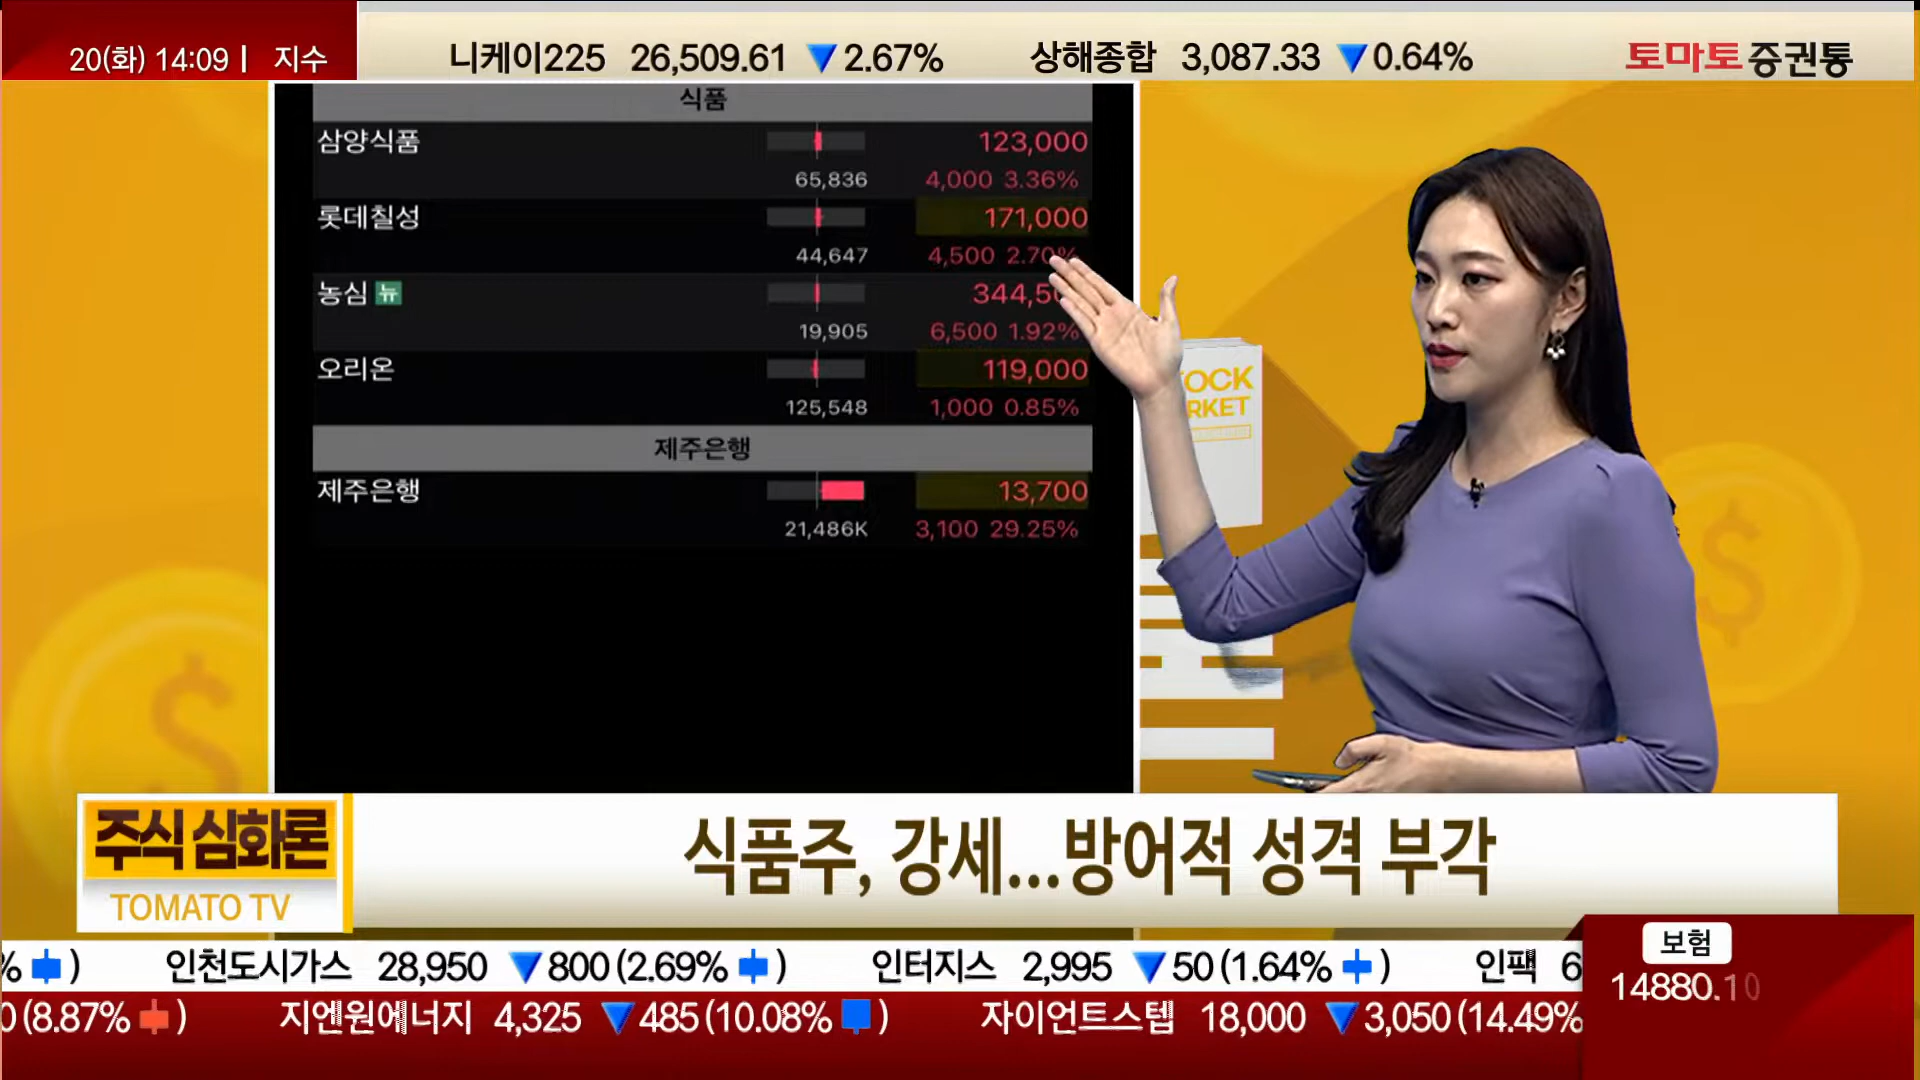 20(화) 14:09 | 지수
니케이225 26,509.61 ▼2.67% 상해종합 3,087.33 ▼0.64%
토마토증권통
식품
삼양식품 123,000
65,836 4,000 3.36%
롯데칠성 171,000
44,647 4,500 2.70%
농심 뉴 344,50
19,905 6,500 1.92%
오리온 119,000
125,548 1,000 0.85%
제주은행
제주은행 13,700
21,486K 3,100 29.25%
주식 심화론
TOMATO TV
식품주, 강세...방어적 성격 부각
% ) 인천도시가스 28,950 ▼800(2.69% ) 인터지스 2,995 ▼50(1.64% ) 인팩 6
0(8.87% ) 지엔원에너지 4,325 ▼485(10.08% ) 자이언트스텝 18,000 ▼3,050(14.49%
보험
14880.10